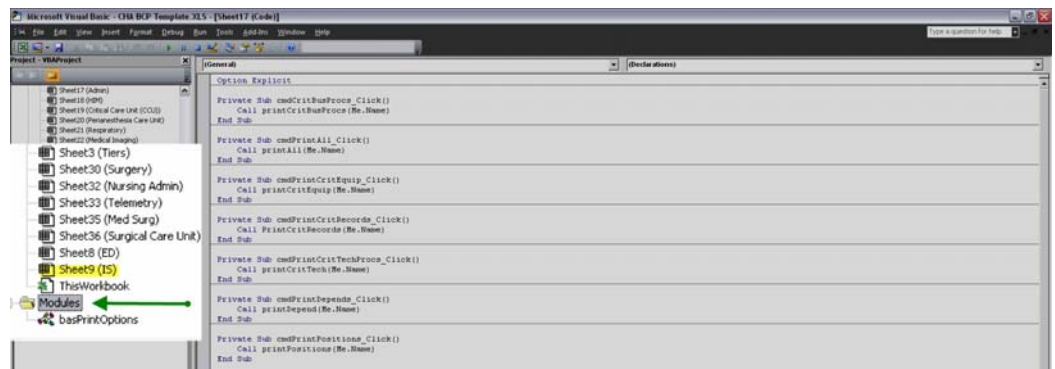 Microsoft Visual Basic - CHA BCP Template.XLS - [Sheet17 (Code)]
File Edit View Insert Format Debug Run Tools Add-Ins Window Help
Type a question for help
Project - VBAProject
(General)
(Declarations)
Sheet17 (Admin)
Sheet18 (HIM)
Sheet19 (Critical Care Unit (CCU))
Sheet20 (Perianesthesia Care Unit)
Sheet21 (Respiratory)
Sheet22 (Medical Imaging)
Sheet3 (Tiers)
Sheet30 (Surgery)
Sheet32 (Nursing Admin)
Sheet33 (Telemetry)
Sheet35 (Med Surg)
Sheet36 (Surgical Care Unit)
Sheet8 (ED)
Sheet9 (IS)
ThisWorkbook
Modules
basPrintOptions
Option Explicit
Private Sub cmdCritBusProcs_Click()
Call printCritBusProcs(Me.Name)
End Sub
Private Sub cmdPrintAll_Click()
Call printAll(Me.Name)
End Sub
Private Sub cmdPrintCritEquip_Click()
Call printCritEquip(Me.Name)
End Sub
Private Sub cmdPrintCritRecords_Click()
Call PrintCritRecords(Me.Name)
End Sub
Private Sub cmdPrintCritTechProcs_Click()
Call printCritTech(Me.Name)
End Sub
Private Sub cmdPrintDepends_Click()
Call printDepend(Me.Name)
End Sub
Private Sub cmdPrintPositions_Click()
Call printPositions(Me.Name)
End Sub